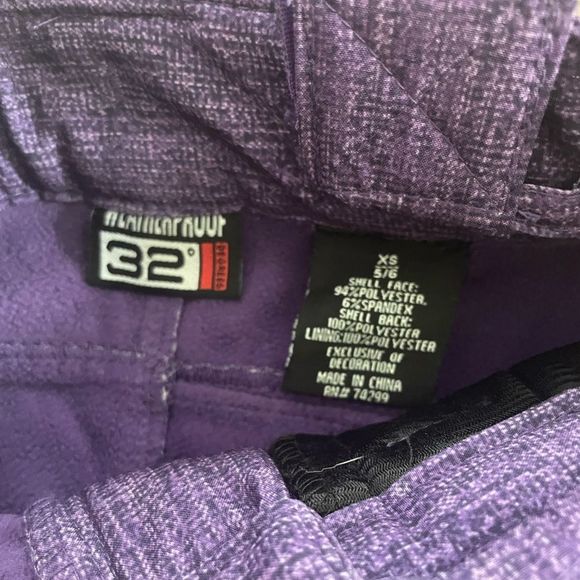 WEATHERPROOF
32°
DEGREES
XS
5/6
SHELL FACE:
94%POLYESTER,
6%SPANDEX
SHELL BACK:
100%POLYESTER
LINING:100%POLYESTER
EXCLUSIVE OF
DECORATION
MADE IN CHINA
RN# 74299